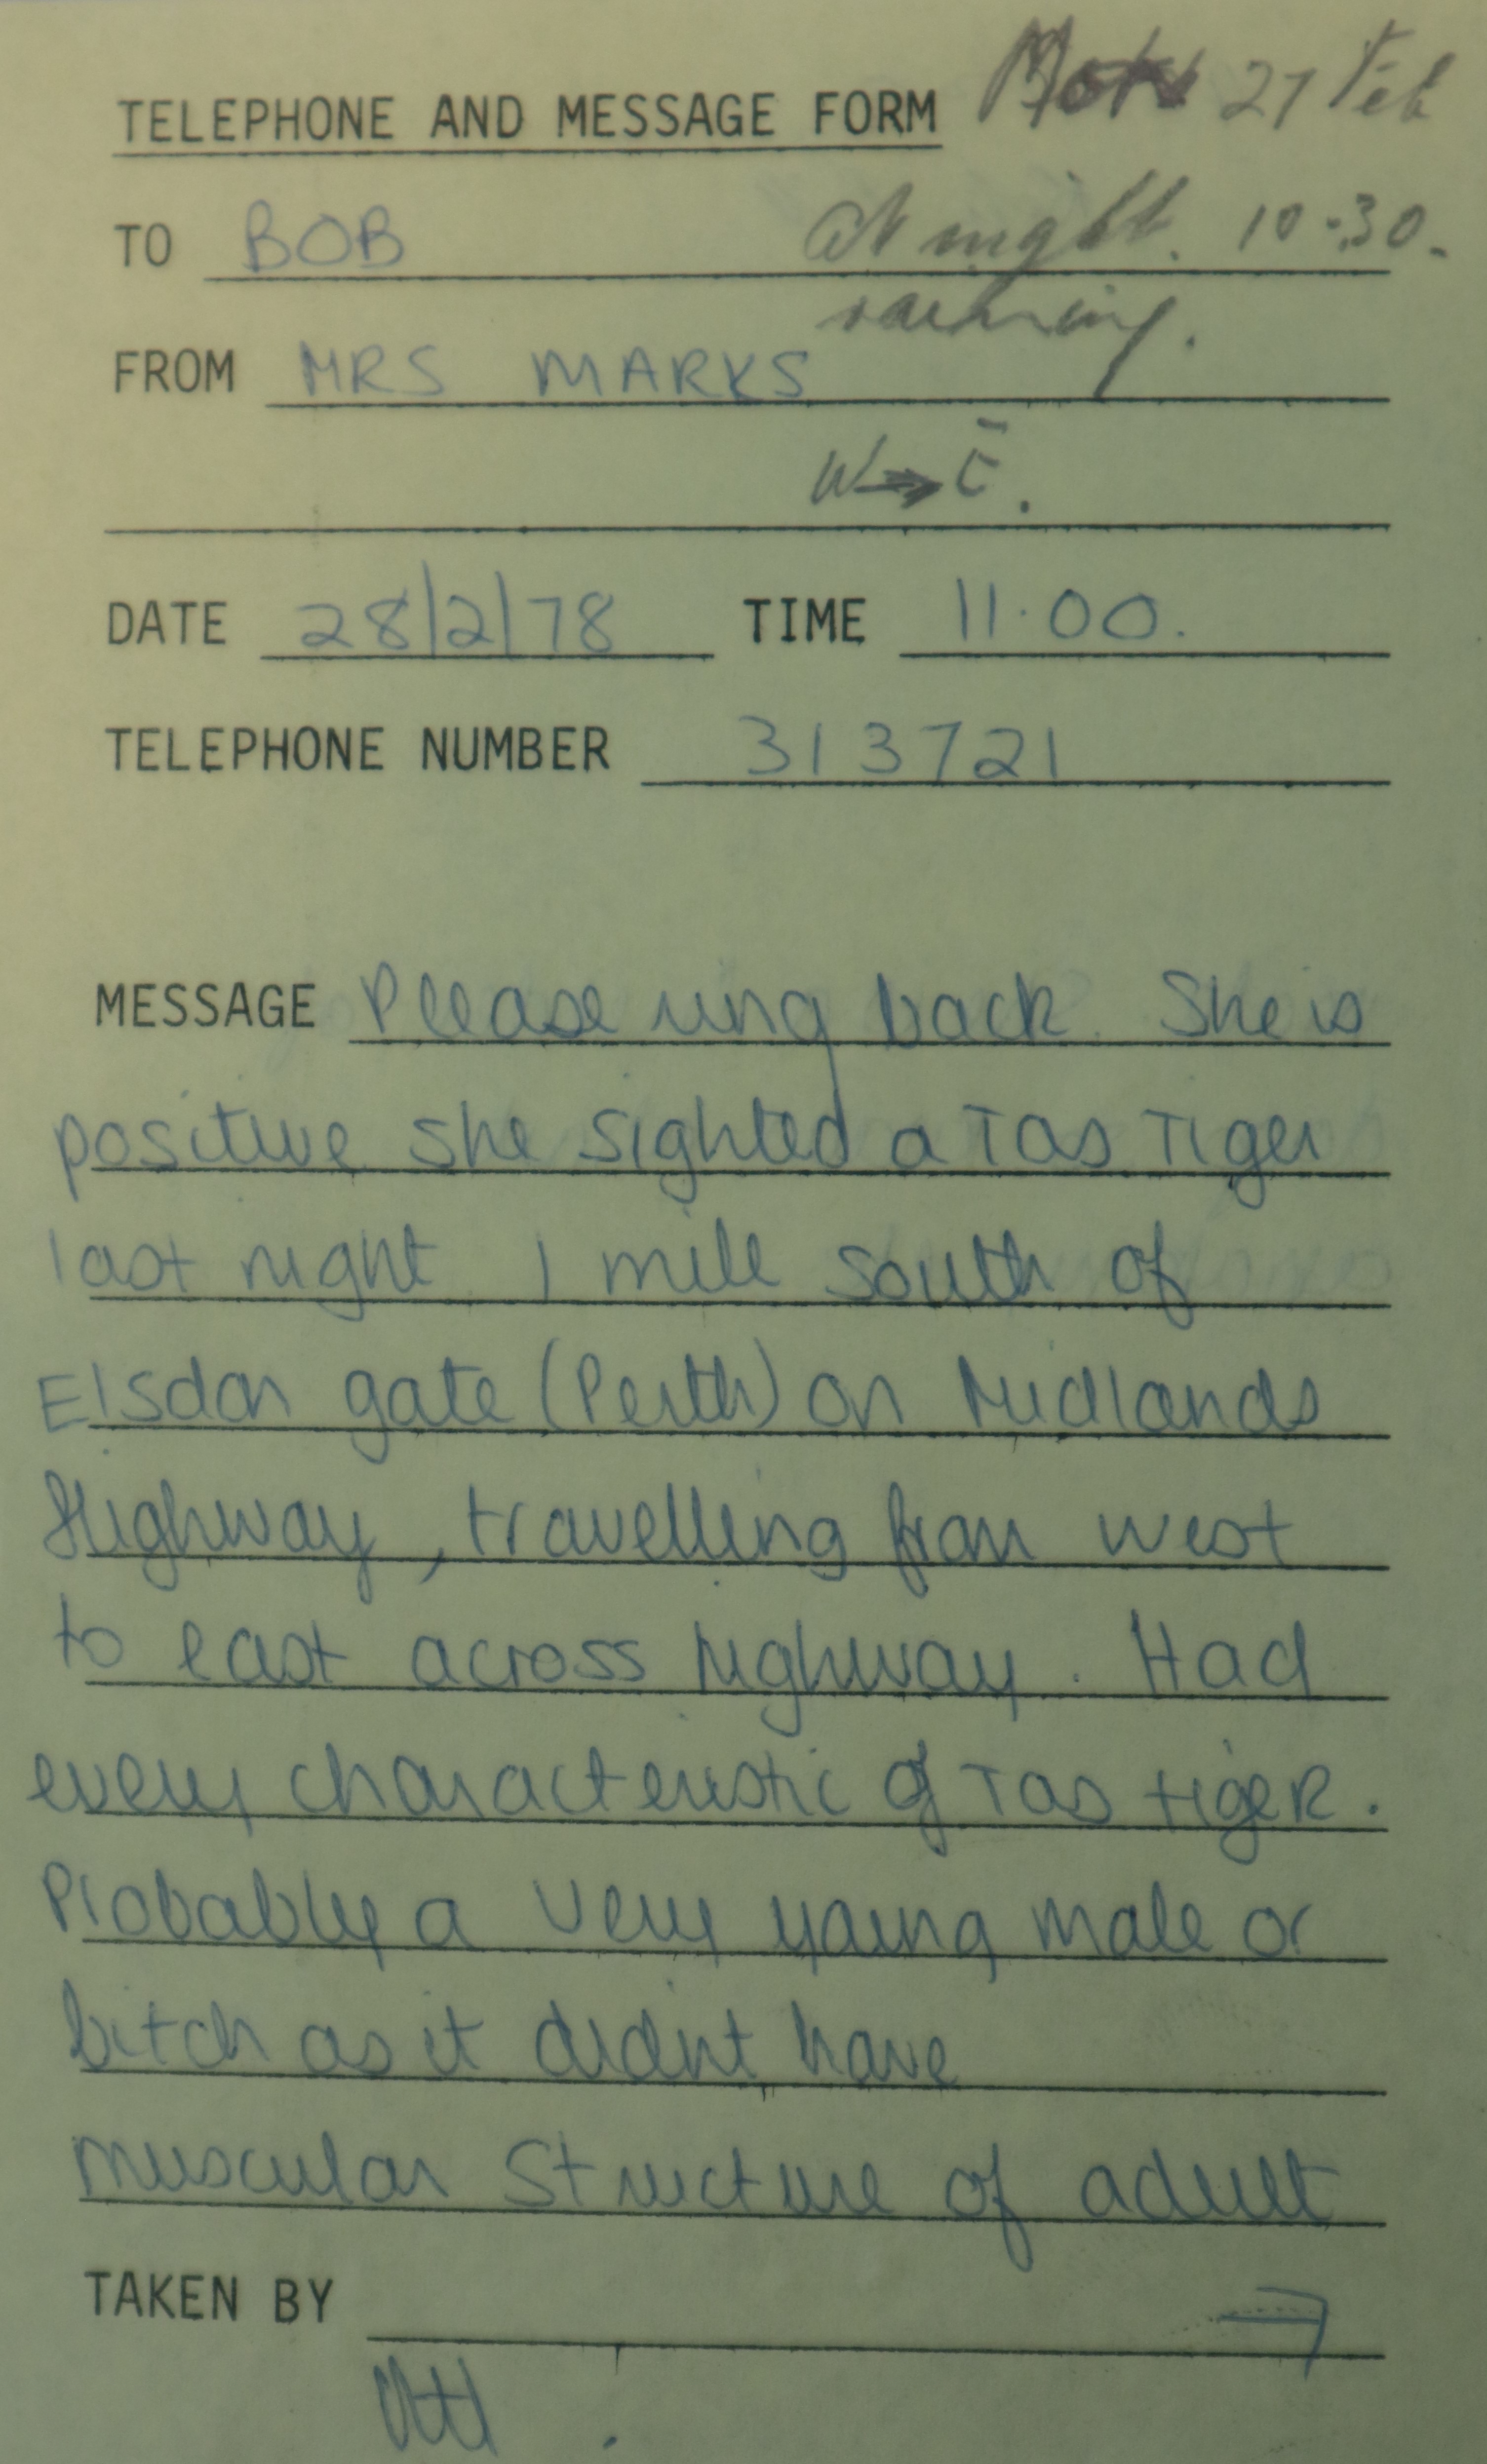 TELEPHONE AND MESSAGE FORM Mon 27 Feb
TO BOB At night. 10.30.
raining.
FROM MRS MARKS
W → E.
DATE 28/2/78 TIME 11.00.
TELEPHONE NUMBER 313721
MESSAGE Please ring back. She is
positive she sighted a Tas Tiger
last night 1 mile south of
Elsdon gate (Perth) on Midlands
Highway, travelling from west
to east across highway. Had
every characteristic of Tas tigeR.
Probably a very young male or
bitch as it didn't have
muscular structure of adult
TAKEN BY →